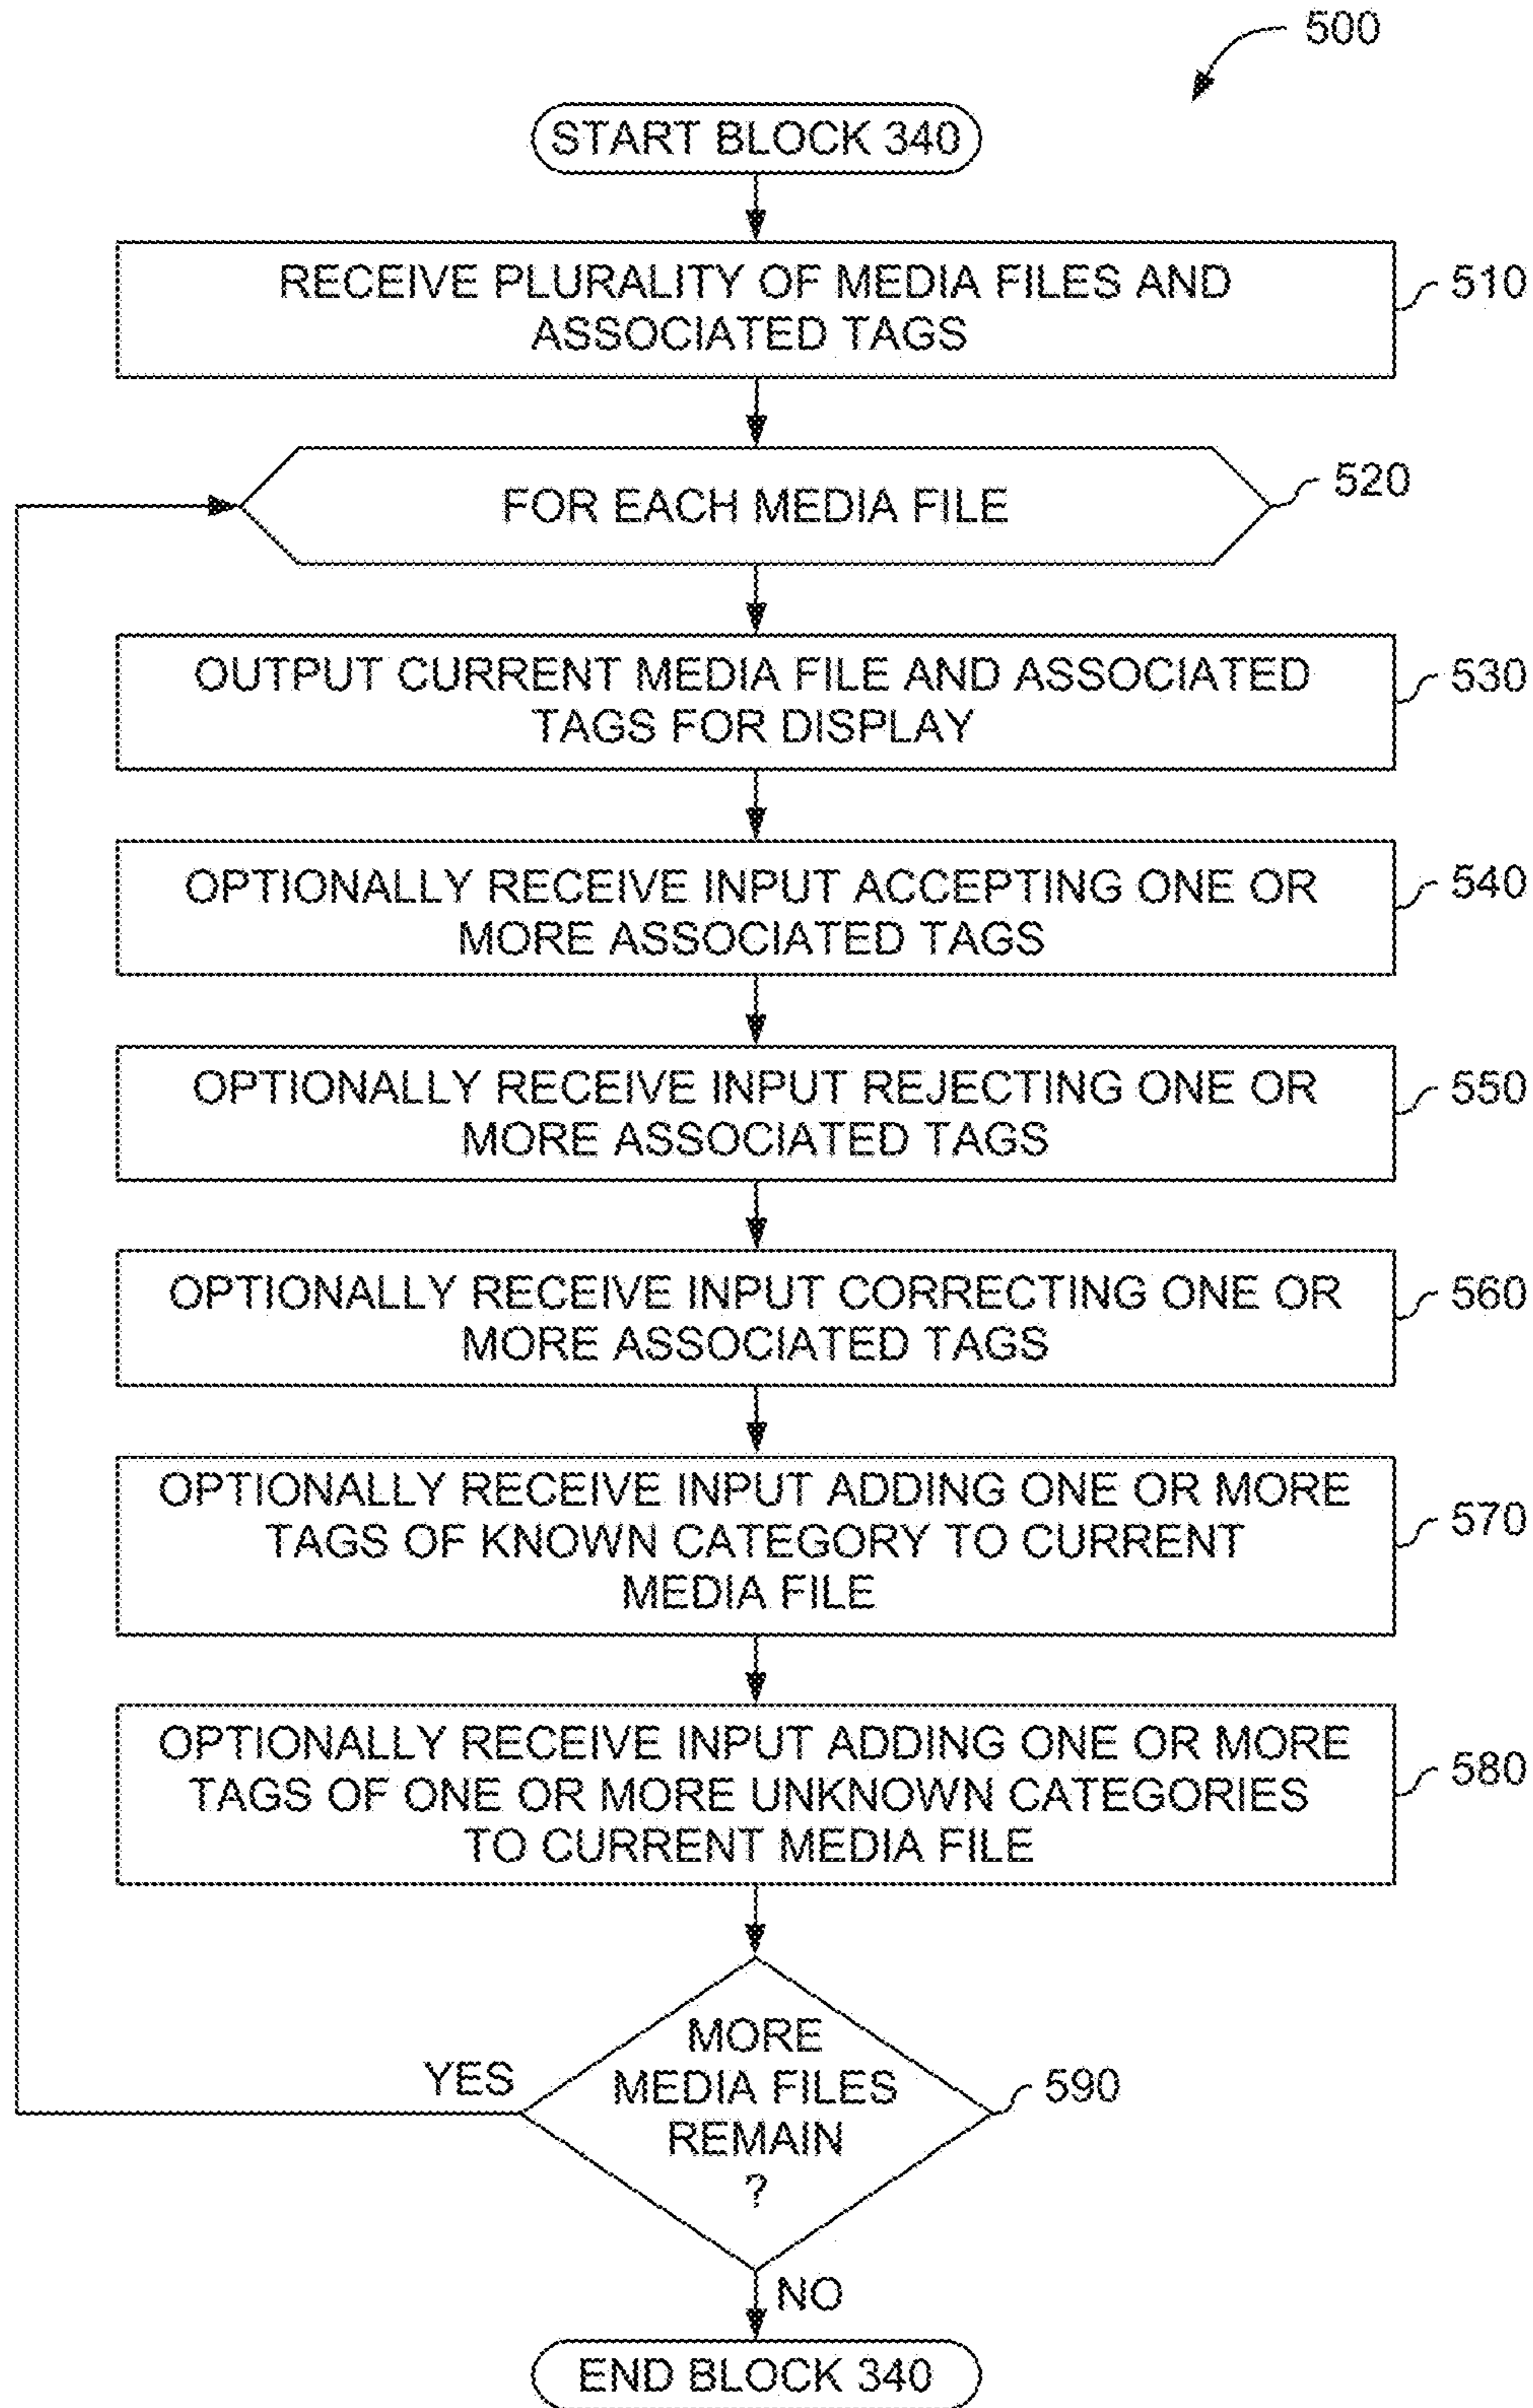 500
START BLOCK 340
RECEIVE PLURALITY OF MEDIA FILES AND
ASSOCIATED TAGS
510
FOR EACH MEDIA FILE
520
OUTPUT CURRENT MEDIA FILE AND ASSOCIATED
TAGS FOR DISPLAY
530
OPTIONALLY RECEIVE INPUT ACCEPTING ONE OR
MORE ASSOCIATED TAGS
540
OPTIONALLY RECEIVE INPUT REJECTING ONE OR
MORE ASSOCIATED TAGS
550
OPTIONALLY RECEIVE INPUT CORRECTING ONE OR
MORE ASSOCIATED TAGS
560
OPTIONALLY RECEIVE INPUT ADDING ONE OR MORE
TAGS OF KNOWN CATEGORY TO CURRENT
MEDIA FILE
570
OPTIONALLY RECEIVE INPUT ADDING ONE OR MORE
TAGS OF ONE OR MORE UNKNOWN CATEGORIES
TO CURRENT MEDIA FILE
580
YES
MORE
MEDIA FILES
REMAIN
?
590
NO
END BLOCK 340